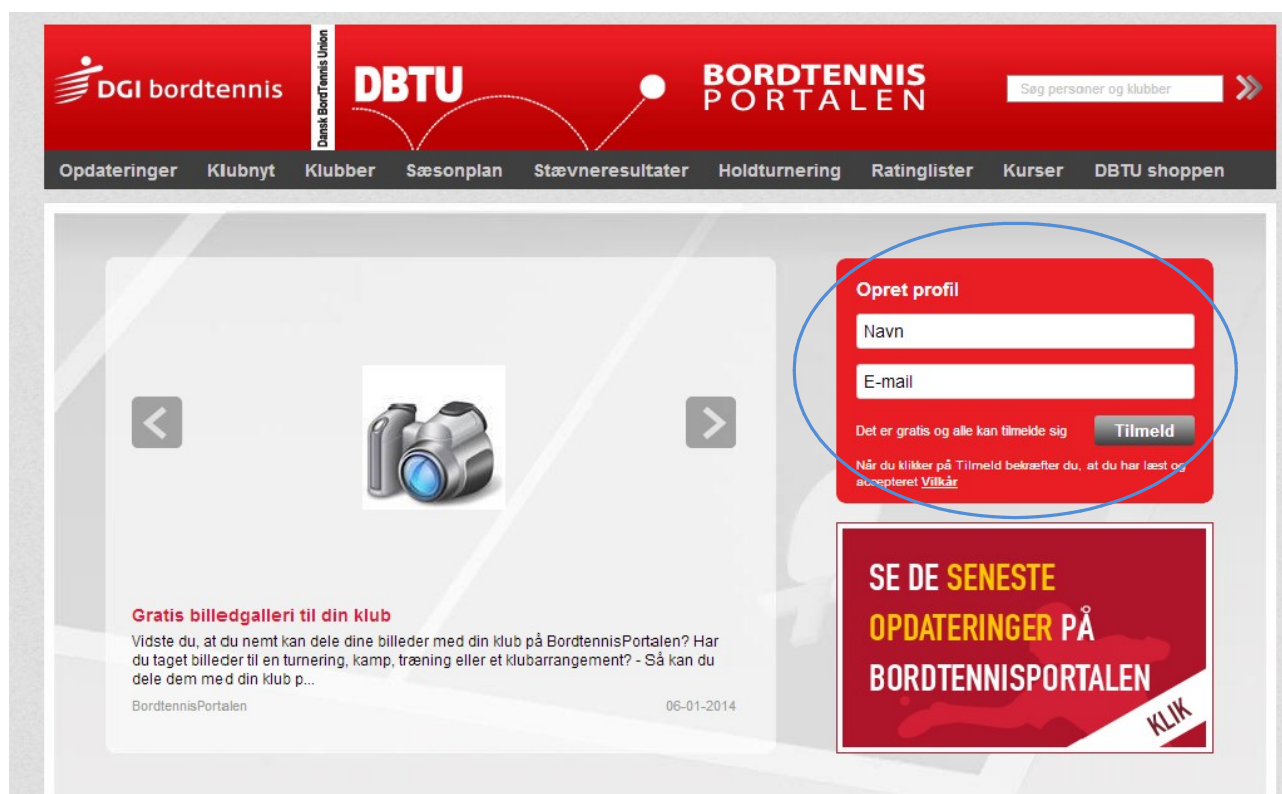 DGI bordtennis
Dansk BordTennis Union
DBTU
BORDTENNIS
PORTALEN
Søg personer og klubber
Opdateringer Klubnyt Klubber Sæsonplan Stævneresultater Holdturnering Ratinglister Kurser DBTU shoppen
Gratis billedgalleri til din klub
Vidste du, at du nemt kan dele dine billeder med din klub på BordtennisPortalen? Har
du taget billeder til en turnering, kamp, træning eller et klubarrangement? - Så kan du
dele dem med din klub p...
BordtennisPortalen 06-01-2014
Opret profil
Navn
E-mail
Det er gratis og alle kan tilmelde sig Tilmeld
Når du klikker på Tilmeld bekræfter du, at du har læst og
accepteret Vilkår
SE DE SENESTE
OPDATERINGER PÅ
BORDTENNISPORTALEN
KLIK